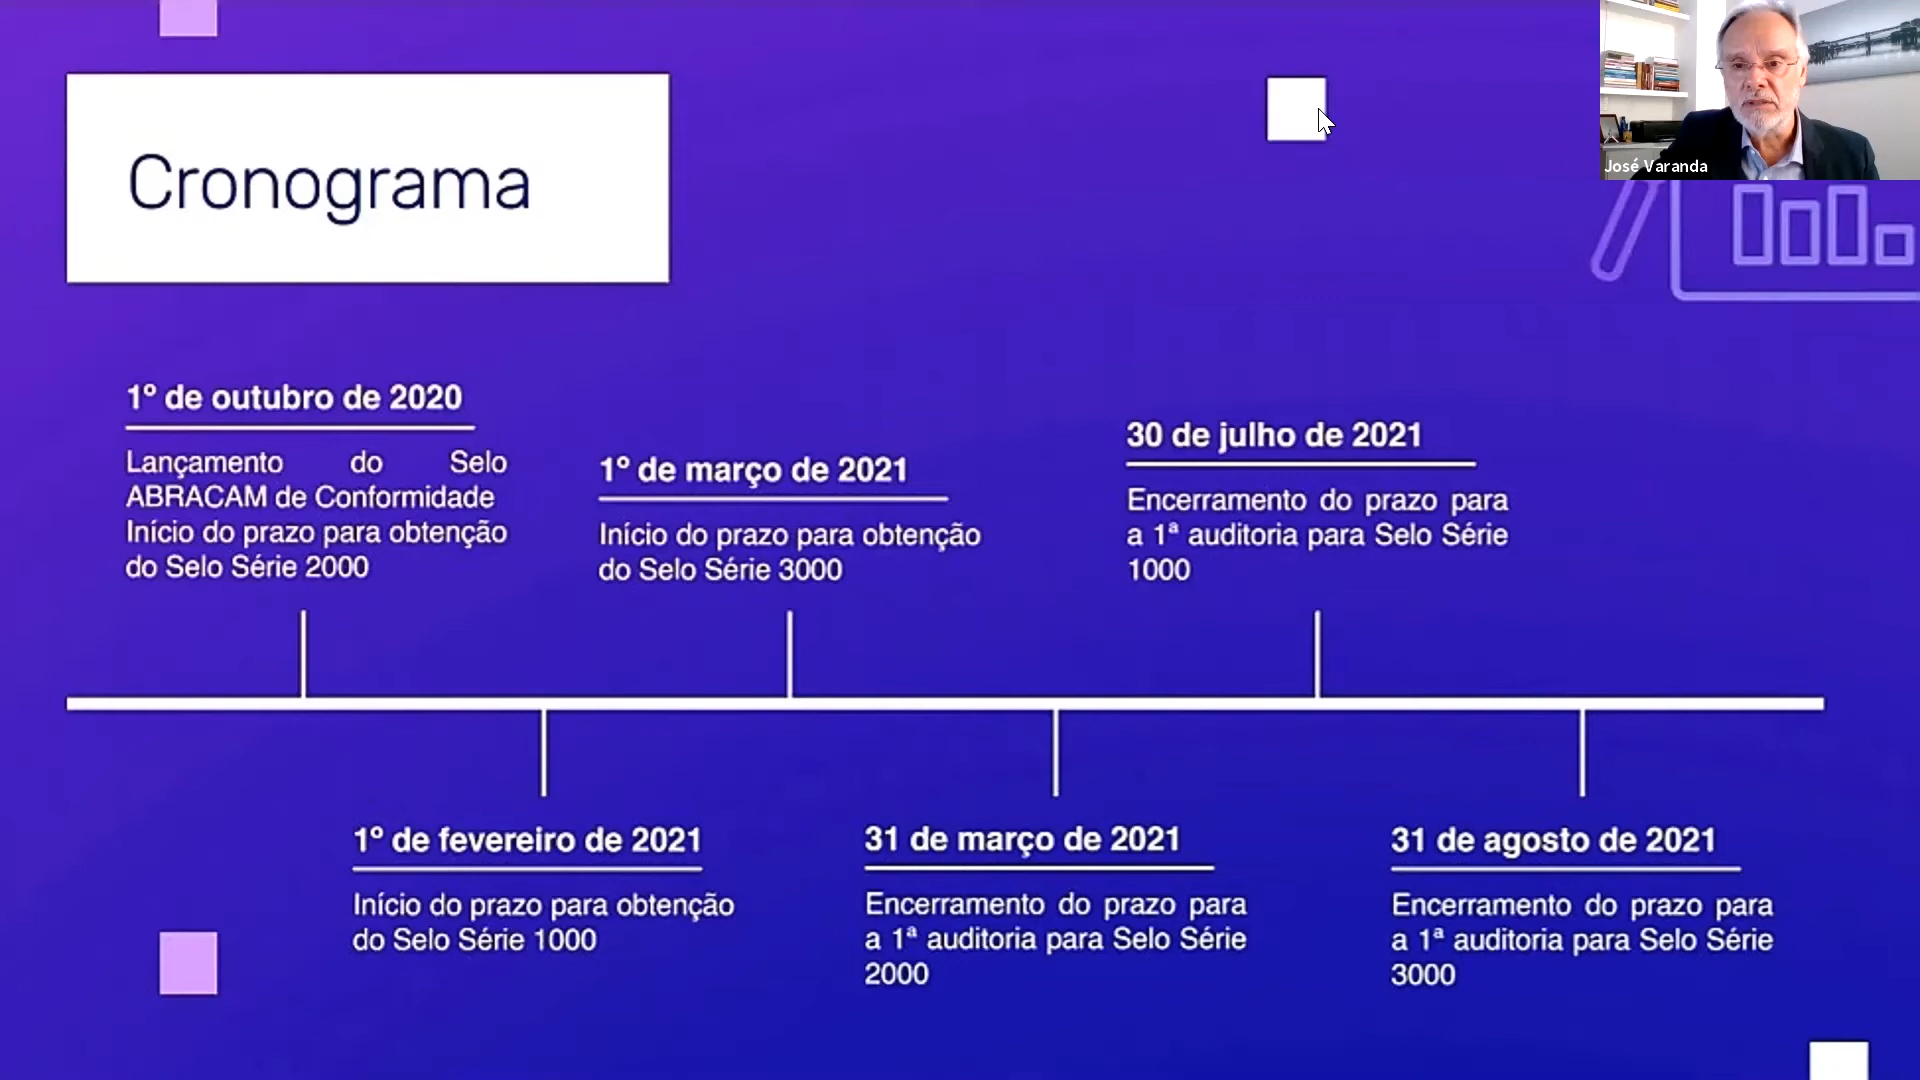 José Varanda
Cronograma
1º de outubro de 2020
Lançamento do Selo
ABRACAM de Conformidade
Início do prazo para obtenção
do Selo Série 2000
1º de março de 2021
Início do prazo para obtenção
do Selo Série 3000
30 de julho de 2021
Encerramento do prazo para
a 1ª auditoria para Selo Série
1000
1º de fevereiro de 2021
Início do prazo para obtenção
do Selo Série 1000
31 de março de 2021
Encerramento do prazo para
a 1ª auditoria para Selo Série
2000
31 de agosto de 2021
Encerramento do prazo para
a 1ª auditoria para Selo Série
3000